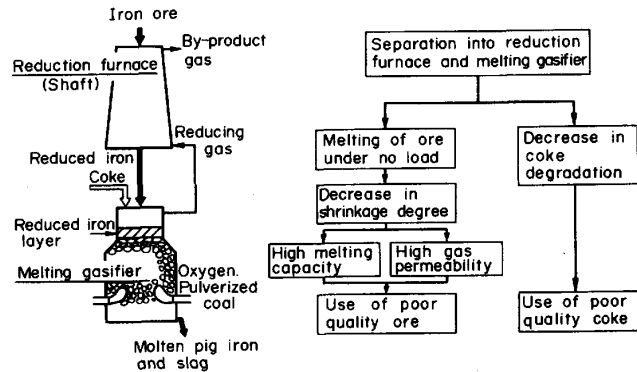 Iron ore
By-product
gas
Reduction furnace
(Shaft)
Reducing
gas
Reduced iron
Coke
Reduced iron
layer
Melting gasifier
Oxygen.
Pulverized
coal
Molten pig iron
and slag
Separation into reduction
furnace and melting gasifier
Melting of ore
under no load
Decrease in
coke
degradation
Decrease in
shrinkage degree
High melting
capacity
High gas
permeability
Use of poor
quality ore
Use of poor
quality coke